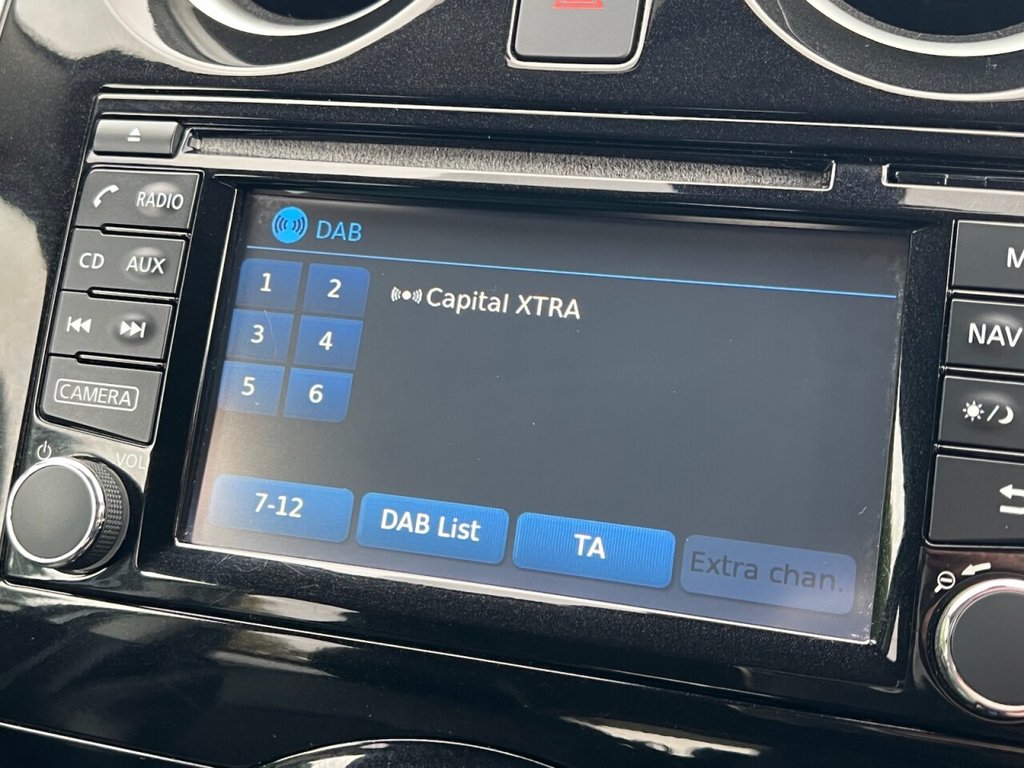 RADIO
CD AUX
CAMERA
VOL
DAB
1 2
3 4
5 6
Capital XTRA
7-12 DAB List TA Extra chan.
M
NAV